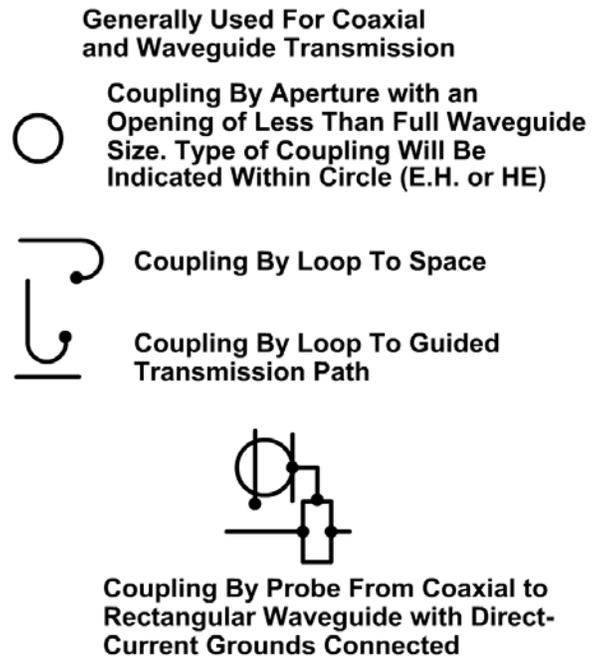 Generally Used For Coaxial
and Waveguide Transmission
Coupling By Aperture with an
Opening of Less Than Full Waveguide
Size. Type of Coupling Will Be
Indicated Within Circle (E.H. or HE)
Coupling By Loop To Space
Coupling By Loop To Guided
Transmission Path
Coupling By Probe From Coaxial to
Rectangular Waveguide with Direct-
Current Grounds Connected